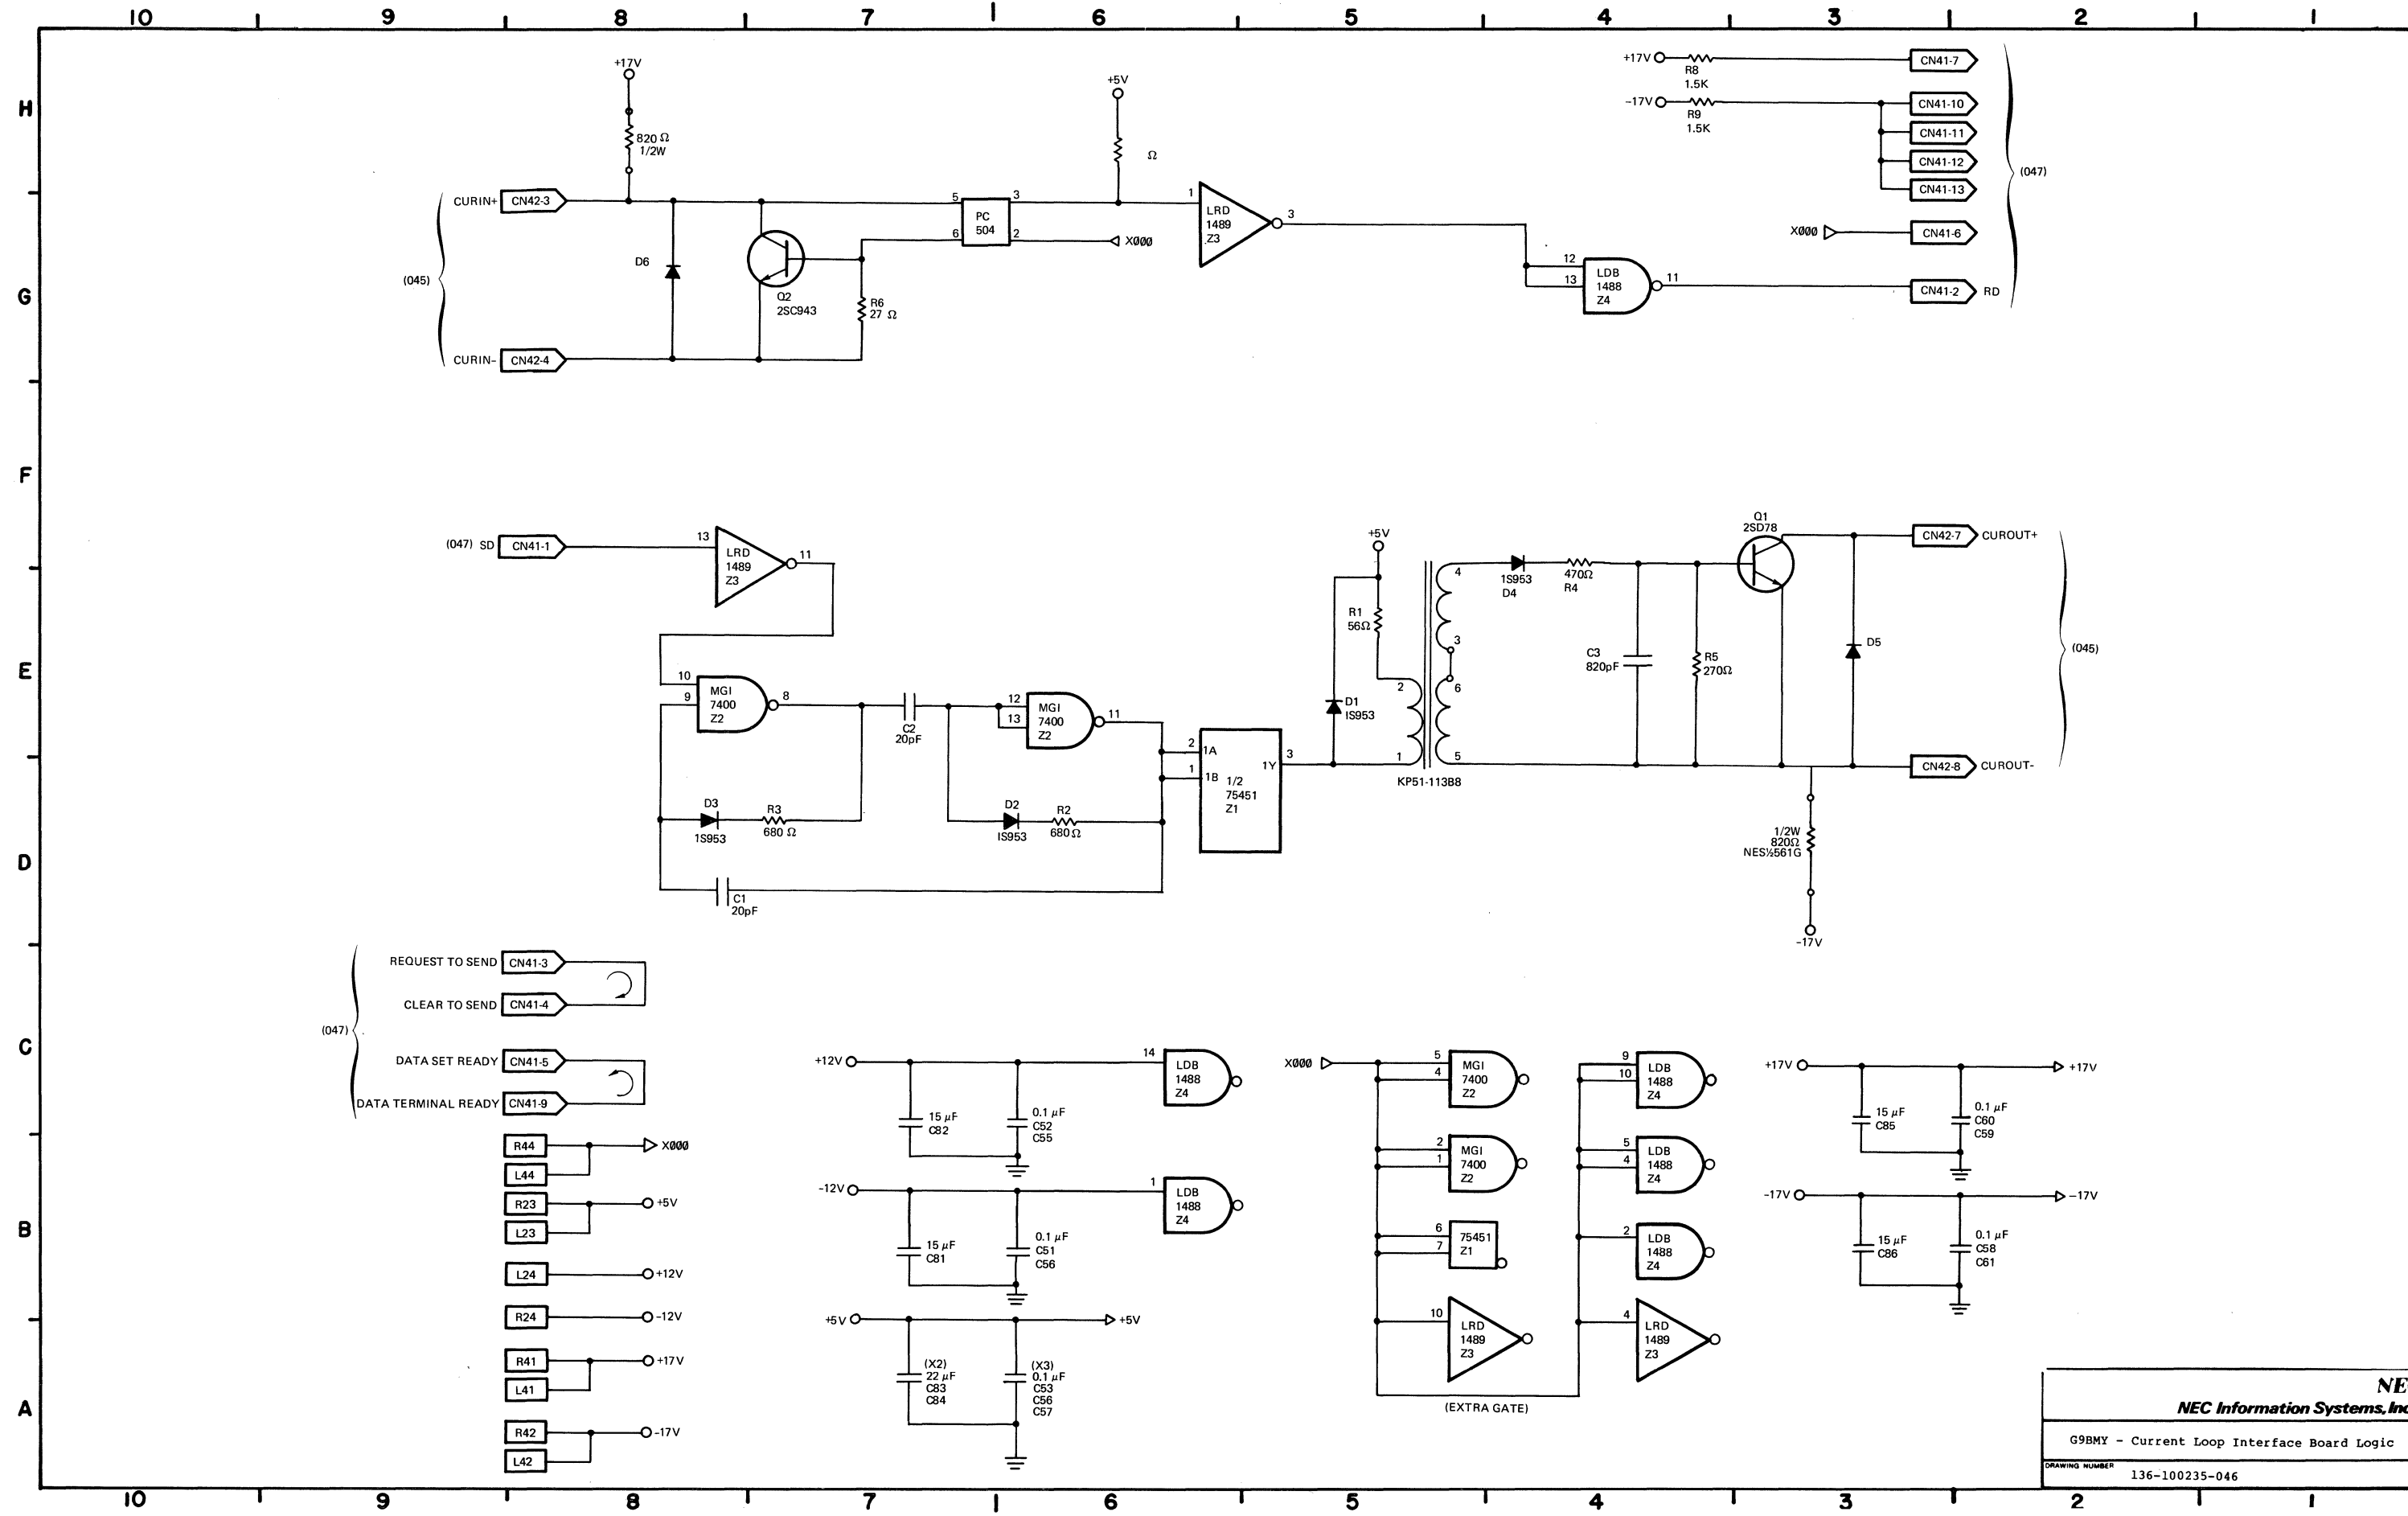 10 9 8 7 6 5 4 3 2
H
G
F
E
D
C
B
A
+17V
820 Ω
1/2W
+5V
Ω
+17V
R8
1.5K
CN41-7
-17V
R9
1.5K
CN41-10
CN41-11
CN41-12
CN41-13
(047)
X000
CN41-6
CN41-2 RD
(045)
CURIN+ CN42-3
CURIN- CN42-4
D6
Q2
2SC943
R6
27 Ω
5
6
PC
504
3
2
X000
1
LRD
1489
Z3
3
12
13
LDB
1488
Z4
11
(047) SD CN41-1
13
LRD
1489
Z3
11
10
9
MGI
7400
Z2
8
C2
20pF
12
13
MGI
7400
Z2
11
D3
1S953
R3
680 Ω
D2
IS953
R2
680 Ω
C1
20pF
2
1
1A
1B
1Y
1/2
75451
Z1
3
+5V
R1
56Ω
D1
IS953
2
1
4
3
6
5
KP51-113B8
1S953
D4
470Ω
R4
C3
820pF
R5
270Ω
Q1
2SD78
D5
CN42-7 CUROUT+
CN42-8 CUROUT-
(045)
1/2W
820Ω
NES½561G
-17V
(047)
REQUEST TO SEND CN41-3
CLEAR TO SEND CN41-4
DATA SET READY CN41-5
DATA TERMINAL READY CN41-9
R44
L44
X000
R23
L23
+5V
L24
+12V
R24
-12V
R41
L41
+17V
R42
L42
-17V
+12V
15 µF
C82
0.1 µF
C52
C55
14
LDB
1488
Z4
-12V
15 µF
C81
0.1 µF
C51
C56
1
LDB
1488
Z4
+5V
+5V
(X2)
22 µF
C83
C84
(X3)
0.1 µF
C53
C56
C57
X000
5
4
MGI
7400
Z2
2
1
MGI
7400
Z2
6
7
75451
Z1
10
LRD
1489
Z3
(EXTRA GATE)
9
10
LDB
1488
Z4
5
4
LDB
1488
Z4
2
LDB
1488
Z4
4
LRD
1489
Z3
+17V
+17V
15 µF
C85
0.1 µF
C60
C59
-17V
-17V
15 µF
C86
0.1 µF
C58
C61
NE
NEC Information Systems, Inc
G9BMY - Current Loop Interface Board Logic
DRAWING NUMBER
136-100235-046
10 9 8 7 6 5 4 3 2